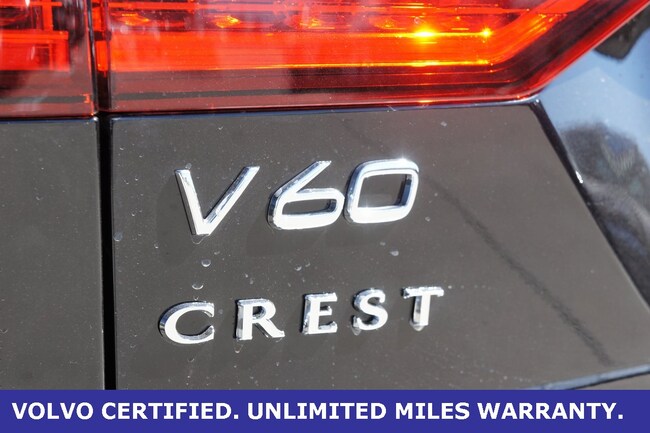 V60
CREST
VOLVO CERTIFIED. UNLIMITED MILES WARRANTY.